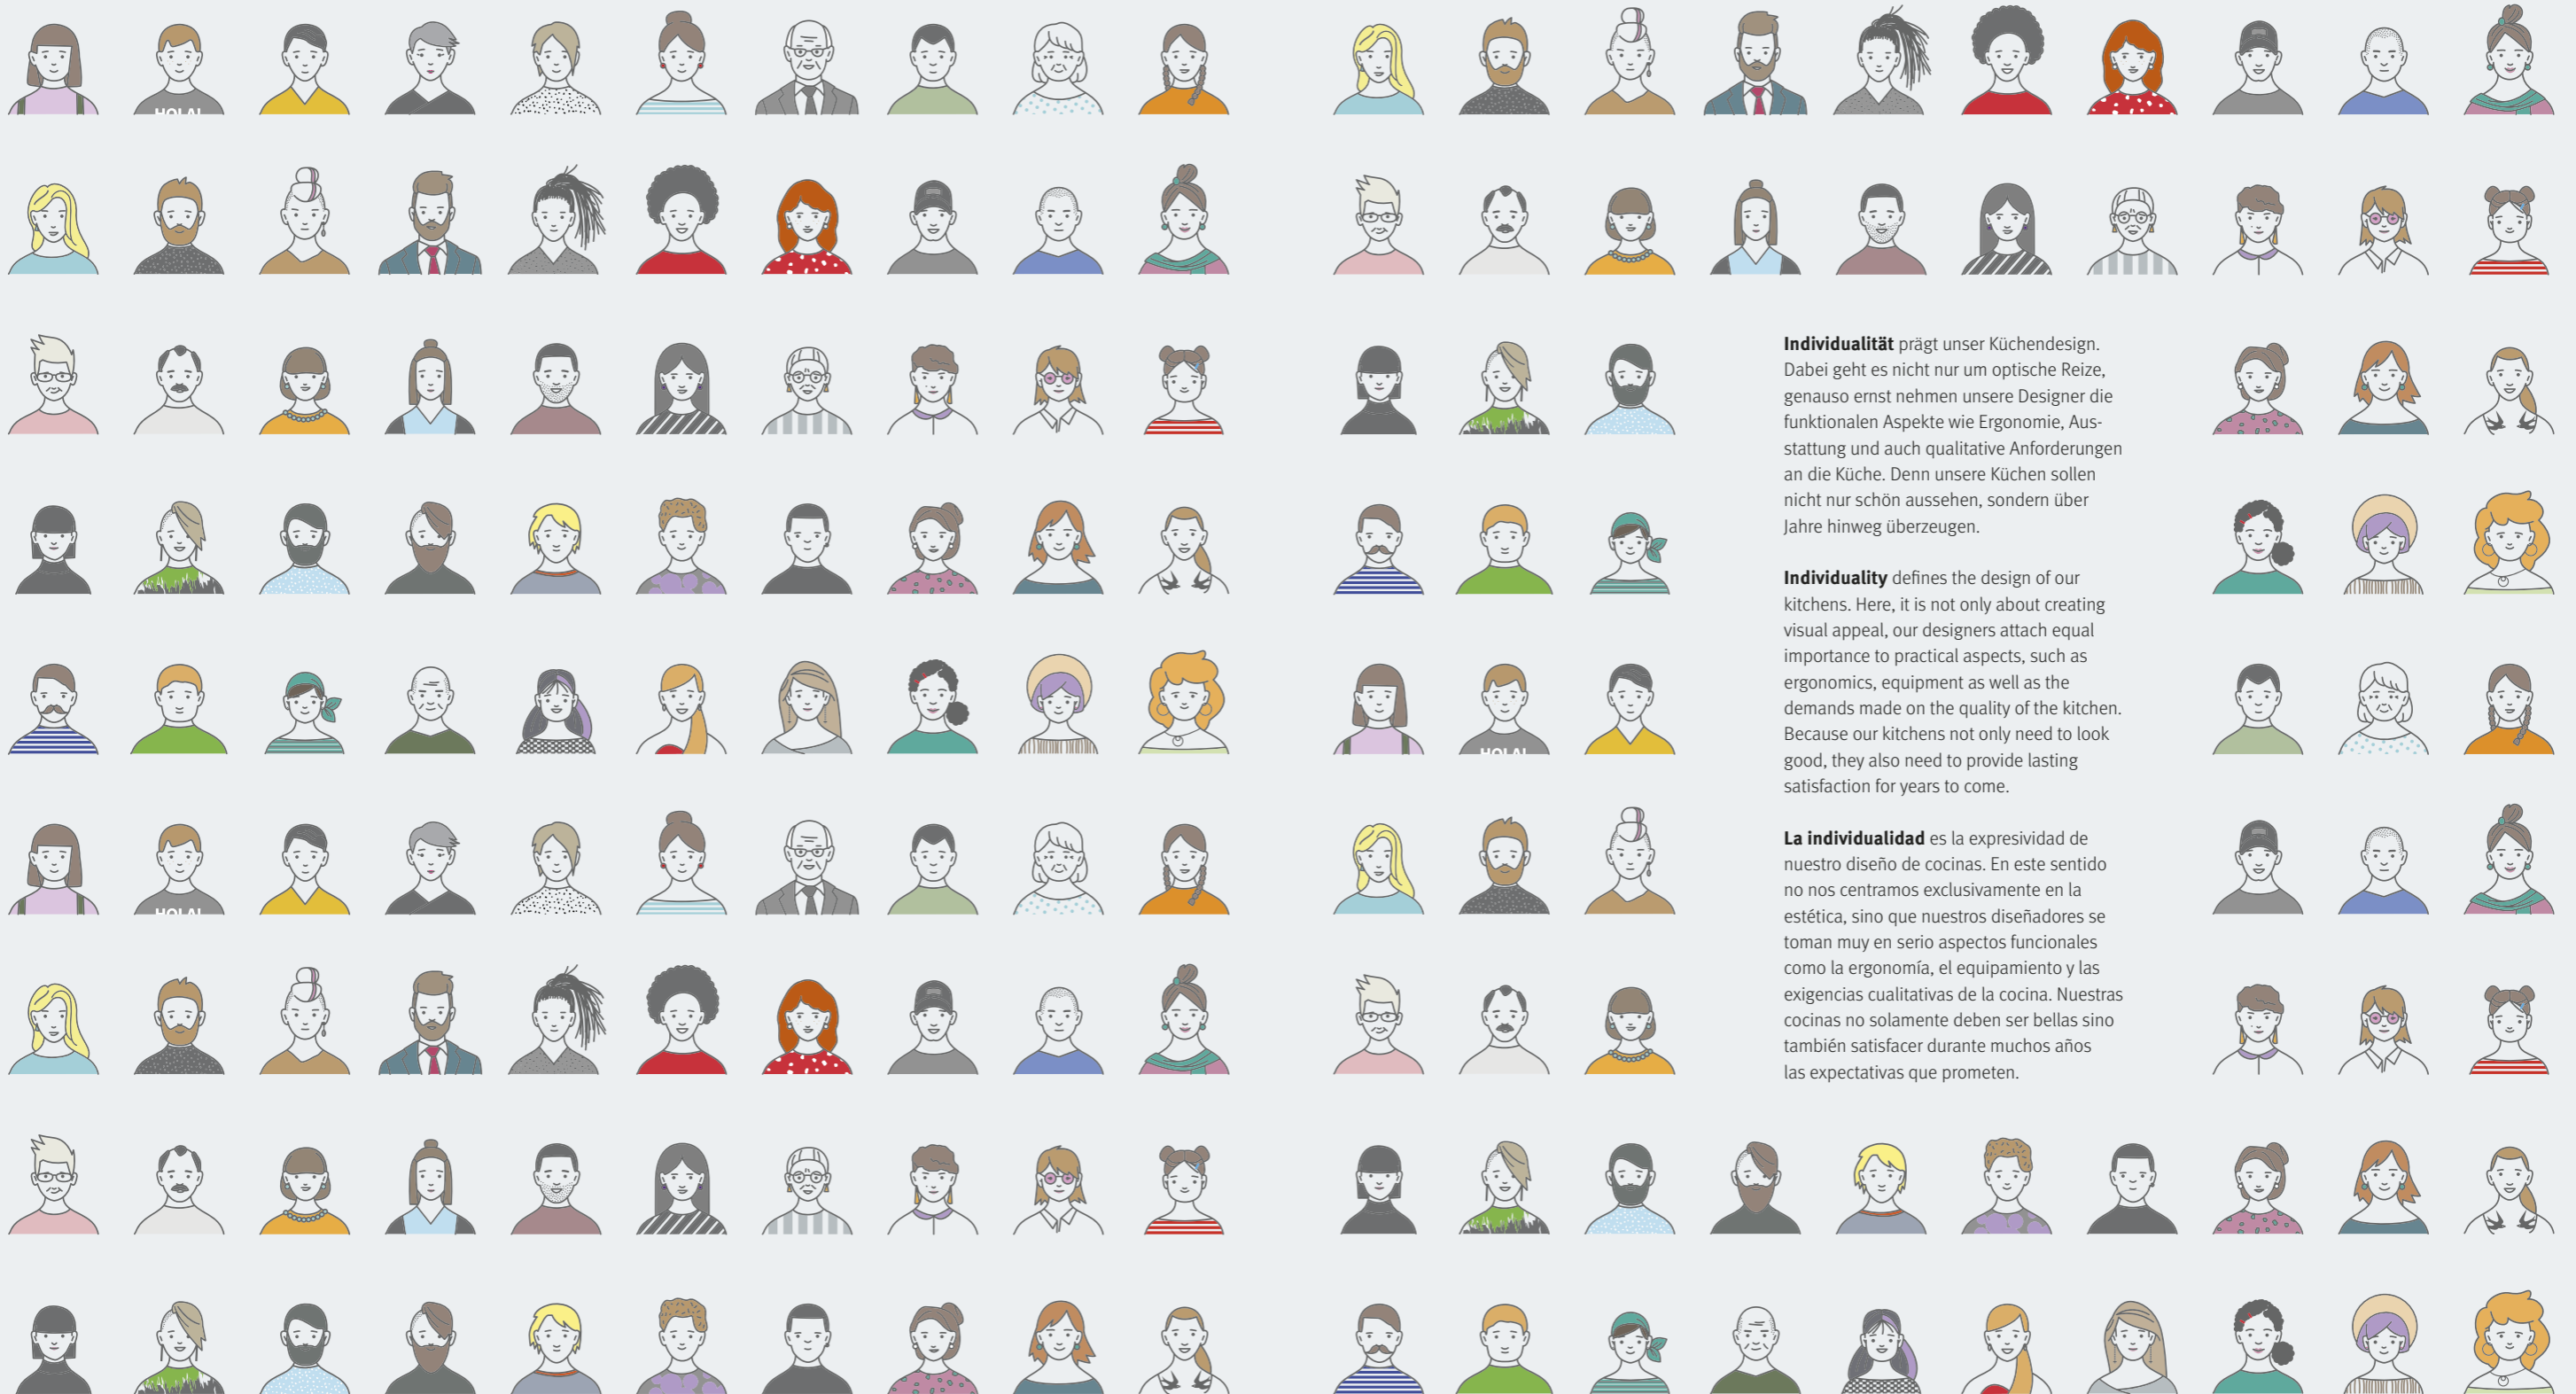 HOLA!
Individualität prägt unser Küchendesign.
Dabei geht es nicht nur um optische Reize,
genauso ernst nehmen unsere Designer die
funktionalen Aspekte wie Ergonomie, Aus-
stattung und auch qualitative Anforderungen
an die Küche. Denn unsere Küchen sollen
nicht nur schön aussehen, sondern über
Jahre hinweg überzeugen.
Individuality defines the design of our
kitchens. Here, it is not only about creating
visual appeal, our designers attach equal
importance to practical aspects, such as
ergonomics, equipment as well as the
demands made on the quality of the kitchen.
Because our kitchens not only need to look
good, they also need to provide lasting
satisfaction for years to come.
HOLA!
La individualidad es la expresividad de
nuestro diseño de cocinas. En este sentido
no nos centramos exclusivamente en la
estética, sino que nuestros diseñadores se
toman muy en serio aspectos funcionales
como la ergonomía, el equipamiento y las
exigencias cualitativas de la cocina. Nuestras
cocinas no solamente deben ser bellas sino
también satisfacer durante muchos años
las expectativas que prometen.
HOLA!